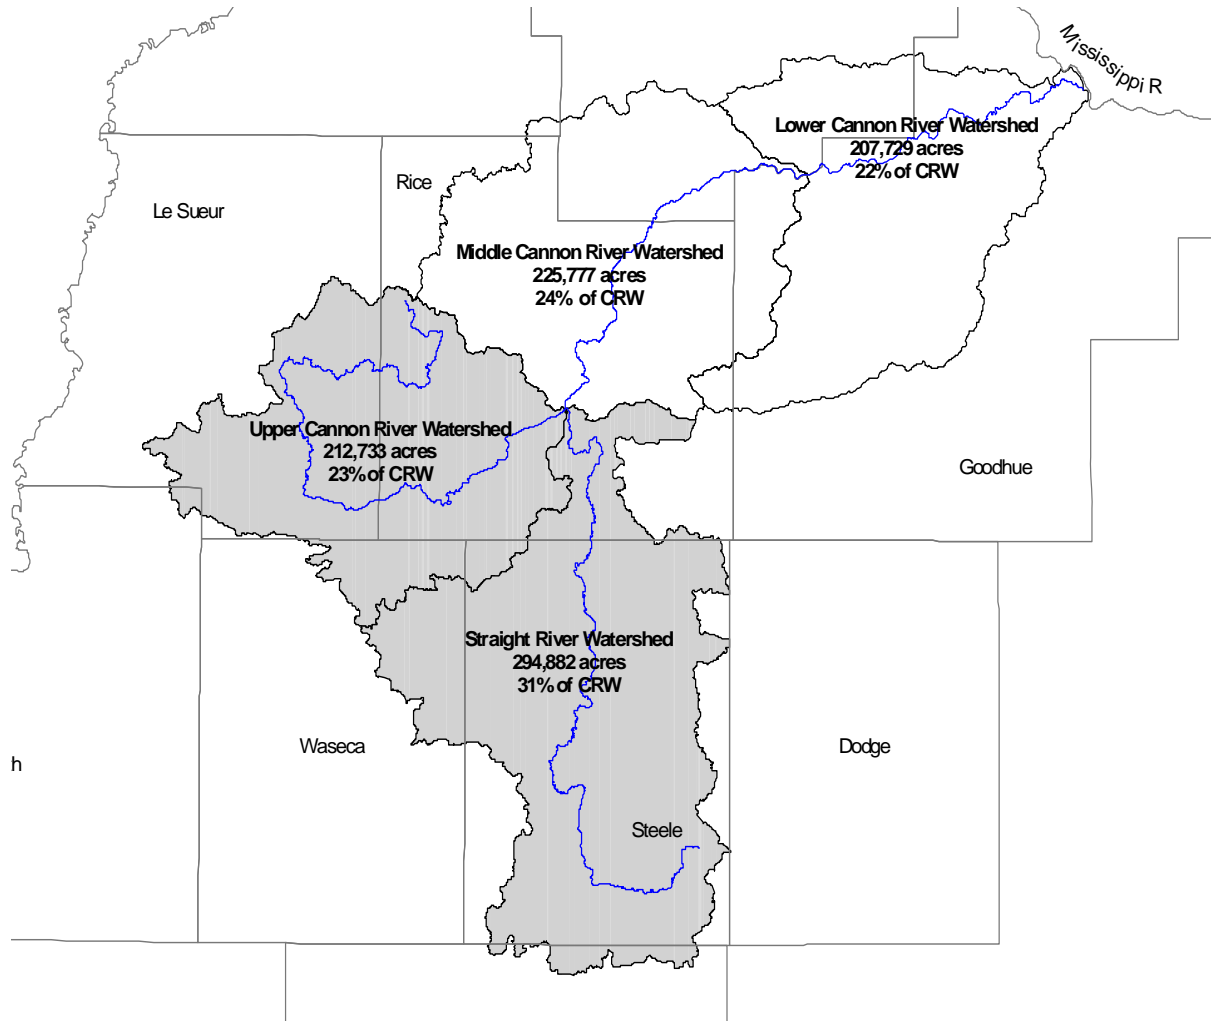 Mississippi R
Lower Cannon River Watershed
207,729 acres
22% of CRW
Rice
Le Sueur
Middle Cannon River Watershed
225,777 acres
24% of CRW
Upper Cannon River Watershed
212,733 acres
23% of CRW
Goodhue
Straight River Watershed
294,882 acres
31% of CRW
Waseca
Dodge
h
Steele